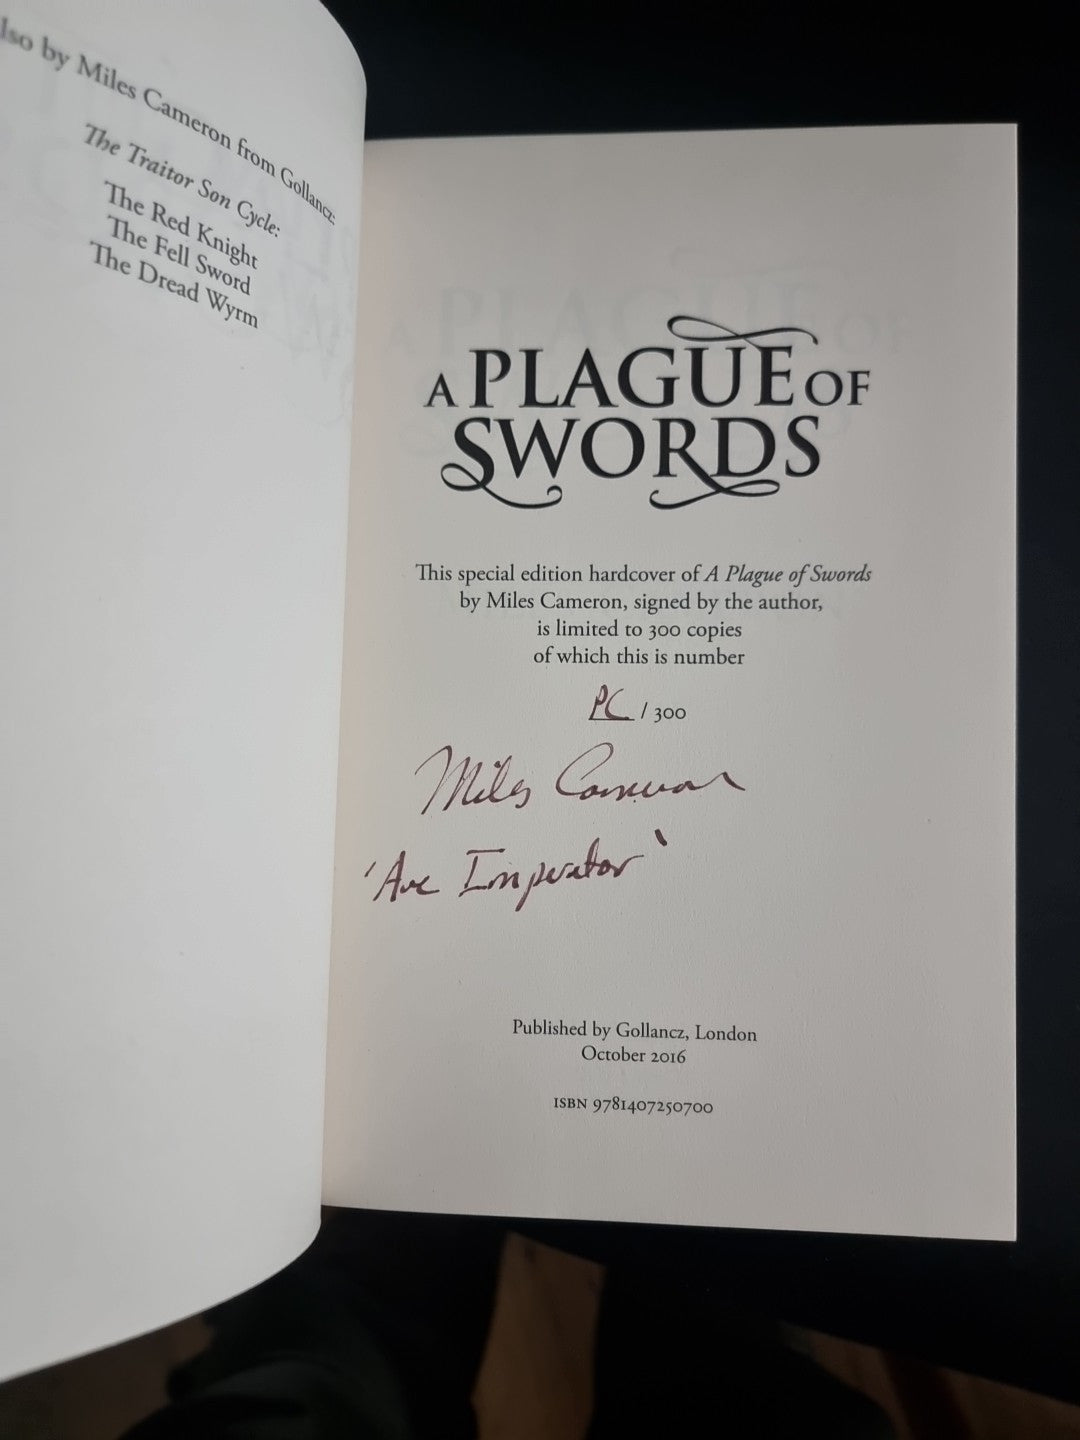 lso by Miles Cameron from Gollancz:
The Traitor Son Cycle:
The Red Knight
The Fell Sword
The Dread Wyrm
A PLAGUE OF
SWORDS
This special edition hardcover of A Plague of Swords
by Miles Cameron, signed by the author,
is limited to 300 copies
of which this is number
PC / 300
Miles Cameron
'Ave Imperator'
Published by Gollancz, London
October 2016
ISBN 9781407250700